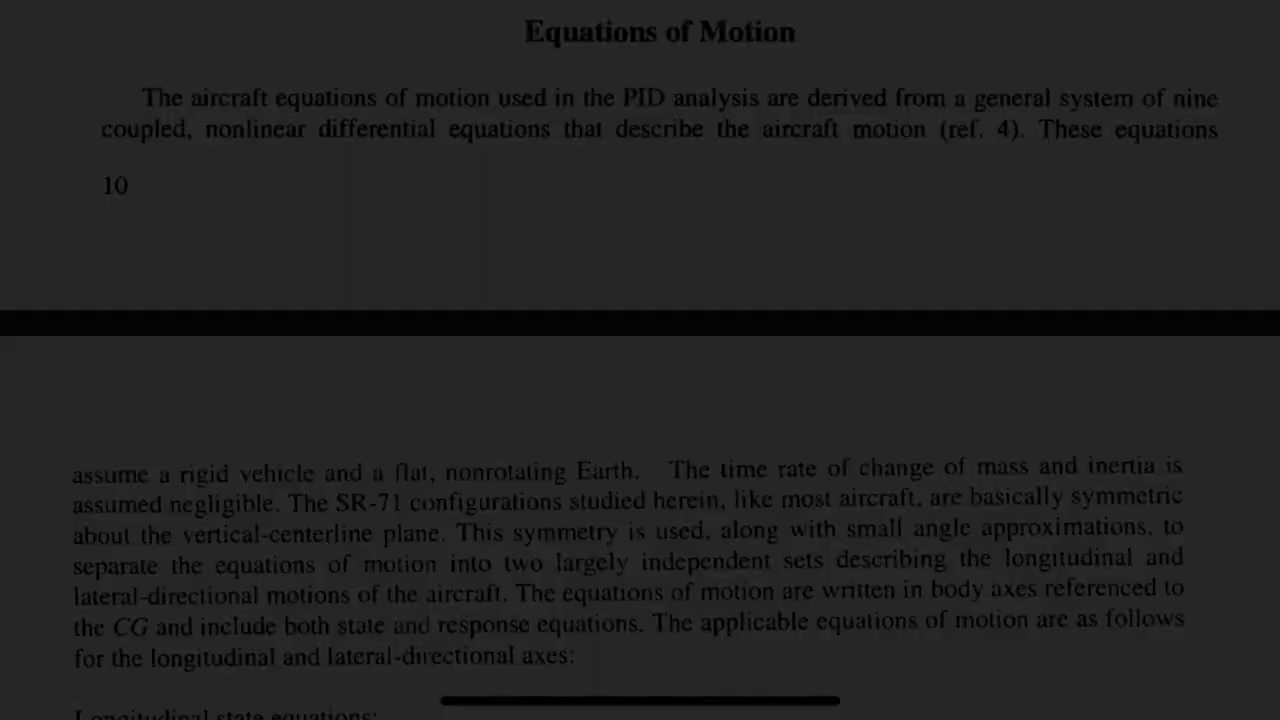 Equations of Motion
The aircraft equations of motion used in the PID analysis are derived from a general system of nine
coupled, nonlinear differential equations that describe the aircraft motion (ref. 4). These equations
10
assume a rigid vehicle and a flat, nonrotating Earth. The time rate of change of mass and inertia is
assumed negligible. The SR-71 configurations studied herein, like most aircraft, are basically symmetric
about the vertical-centerline plane. This symmetry is used, along with small angle approximations, to
separate the equations of motion into two largely independent sets describing the longitudinal and
lateral-directional motions of the aircraft. The equations of motion are written in body axes referenced to
the CG and include both state and response equations. The applicable equations of motion are as follows
for the longitudinal and lateral-directional axes:
Longitudinal state equations: